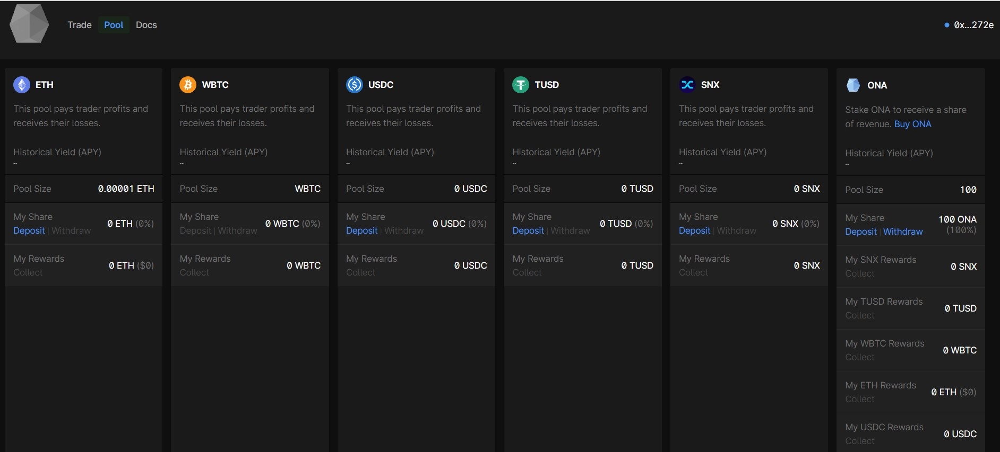 Trade Pool Docs
0x...272e
ETH
This pool pays trader profits and
receives their losses.
Historical Yield (APY)
--
Pool Size 0.00001 ETH
My Share
Deposit | Withdraw
0 ETH (0%)
My Rewards
Collect
0 ETH ($0)
WBTC
This pool pays trader profits and
receives their losses.
Historical Yield (APY)
--
Pool Size WBTC
My Share
Deposit | Withdraw
0 WBTC (0%)
My Rewards
Collect
0 WBTC
USDC
This pool pays trader profits and
receives their losses.
Historical Yield (APY)
--
Pool Size 0 USDC
My Share
Deposit | Withdraw
0 USDC (0%)
My Rewards
Collect
0 USDC
TUSD
This pool pays trader profits and
receives their losses.
Historical Yield (APY)
--
Pool Size 0 TUSD
My Share
Deposit | Withdraw
0 TUSD (0%)
My Rewards
Collect
0 TUSD
SNX
This pool pays trader profits and
receives their losses.
Historical Yield (APY)
--
Pool Size 0 SNX
My Share
Deposit | Withdraw
0 SNX (0%)
My Rewards
Collect
0 SNX
ONA
Stake ONA to receive a share
of revenue. Buy ONA
Historical Yield (APY)
--
Pool Size 100
My Share
Deposit | Withdraw
100 ONA
(100%)
My SNX Rewards
Collect
0 SNX
My TUSD Rewards
Collect
0 TUSD
My WBTC Rewards
Collect
0 WBTC
My ETH Rewards
Collect
0 ETH ($0)
My USDC Rewards
Collect
0 USDC